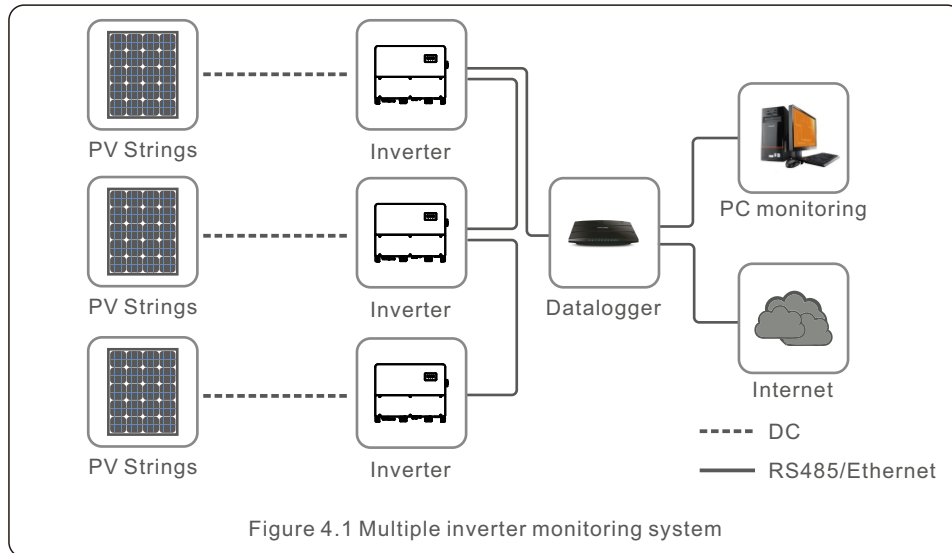 PV Strings
Inverter
PC monitoring
PV Strings
Inverter
Datalogger
Internet
PV Strings
Inverter
DC
RS485/Ethernet
Figure 4.1 Multiple inverter monitoring system